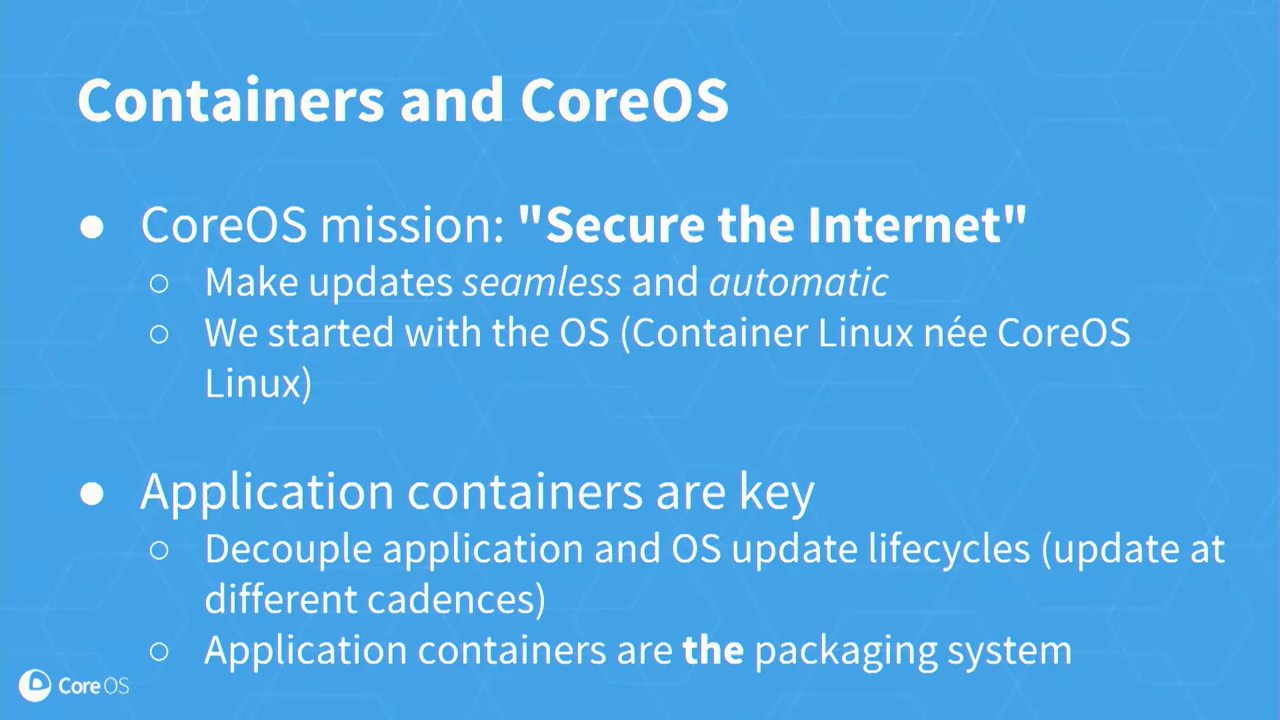 Containers and CoreOS
● CoreOS mission: "Secure the Internet"
○ Make updates seamless and automatic
○ We started with the OS (Container Linux née CoreOS
Linux)
● Application containers are key
○ Decouple application and OS update lifecycles (update at
different cadences)
○ Application containers are the packaging system
CoreOS